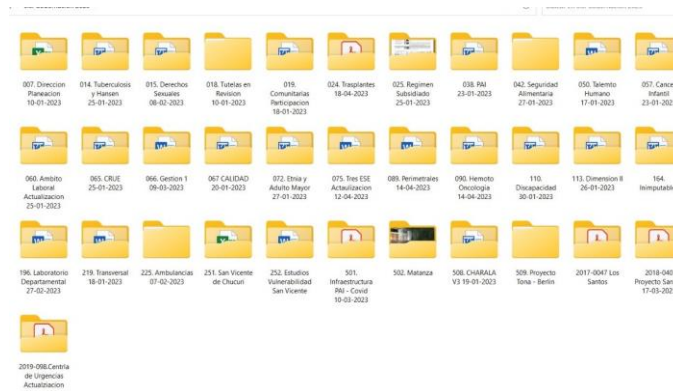 007. Direccion
Planeacion
10-01-2023
014. Tuberculosis
y Hansen
25-01-2023
015. Derechos
Sexuales
08-02-2023
018. Tutelas en
Revision
10-01-2023
019.
Comunitarias
Participacion
18-01-2023
024. Trasplantes
18-04-2023
025. Regimen
Subsidiado
25-01-2023
038. PAI
23-01-2023
042. Seguridad
Alimentaria
27-01-2023
050. Talemto
Humano
17-01-2023
057. Cance
Infantil
23-01-202
060. Ambito
Laboral
Actualizacion
25-01-2023
065. CRUE
25-01-2023
066. Gestion 1
09-03-2023
067 CALIDAD
20-01-2023
072. Etnia y
Adulto Mayor
27-01-2023
075. Tres ESE
Actaulizacion
12-04-2023
089. Perimetrales
14-04-2023
090. Hemoto
Oncologia
14-04-2023
110.
Discapacidad
30-01-2023
113. Dimension II
26-01-2023
164.
Inimputable
196. Laboratorio
Departamental
27-02-2023
219. Transversal
18-01-2023
225. Ambulancias
07-02-2023
251. San Vicente
de Chucuri
252. Estudios
Vulnerabilidad
San Vicente
501.
Infraestructura
PAI - Covid
10-03-2023
502. Matanza
508. CHARALA
V3 19-01-2023
509. Proyecto
Tona - Berlin
2017-0047 Los
Santos
2018-040
Proyecto San
17-03-202
2019-098.Centrla
de Urgencias
Actualziacion